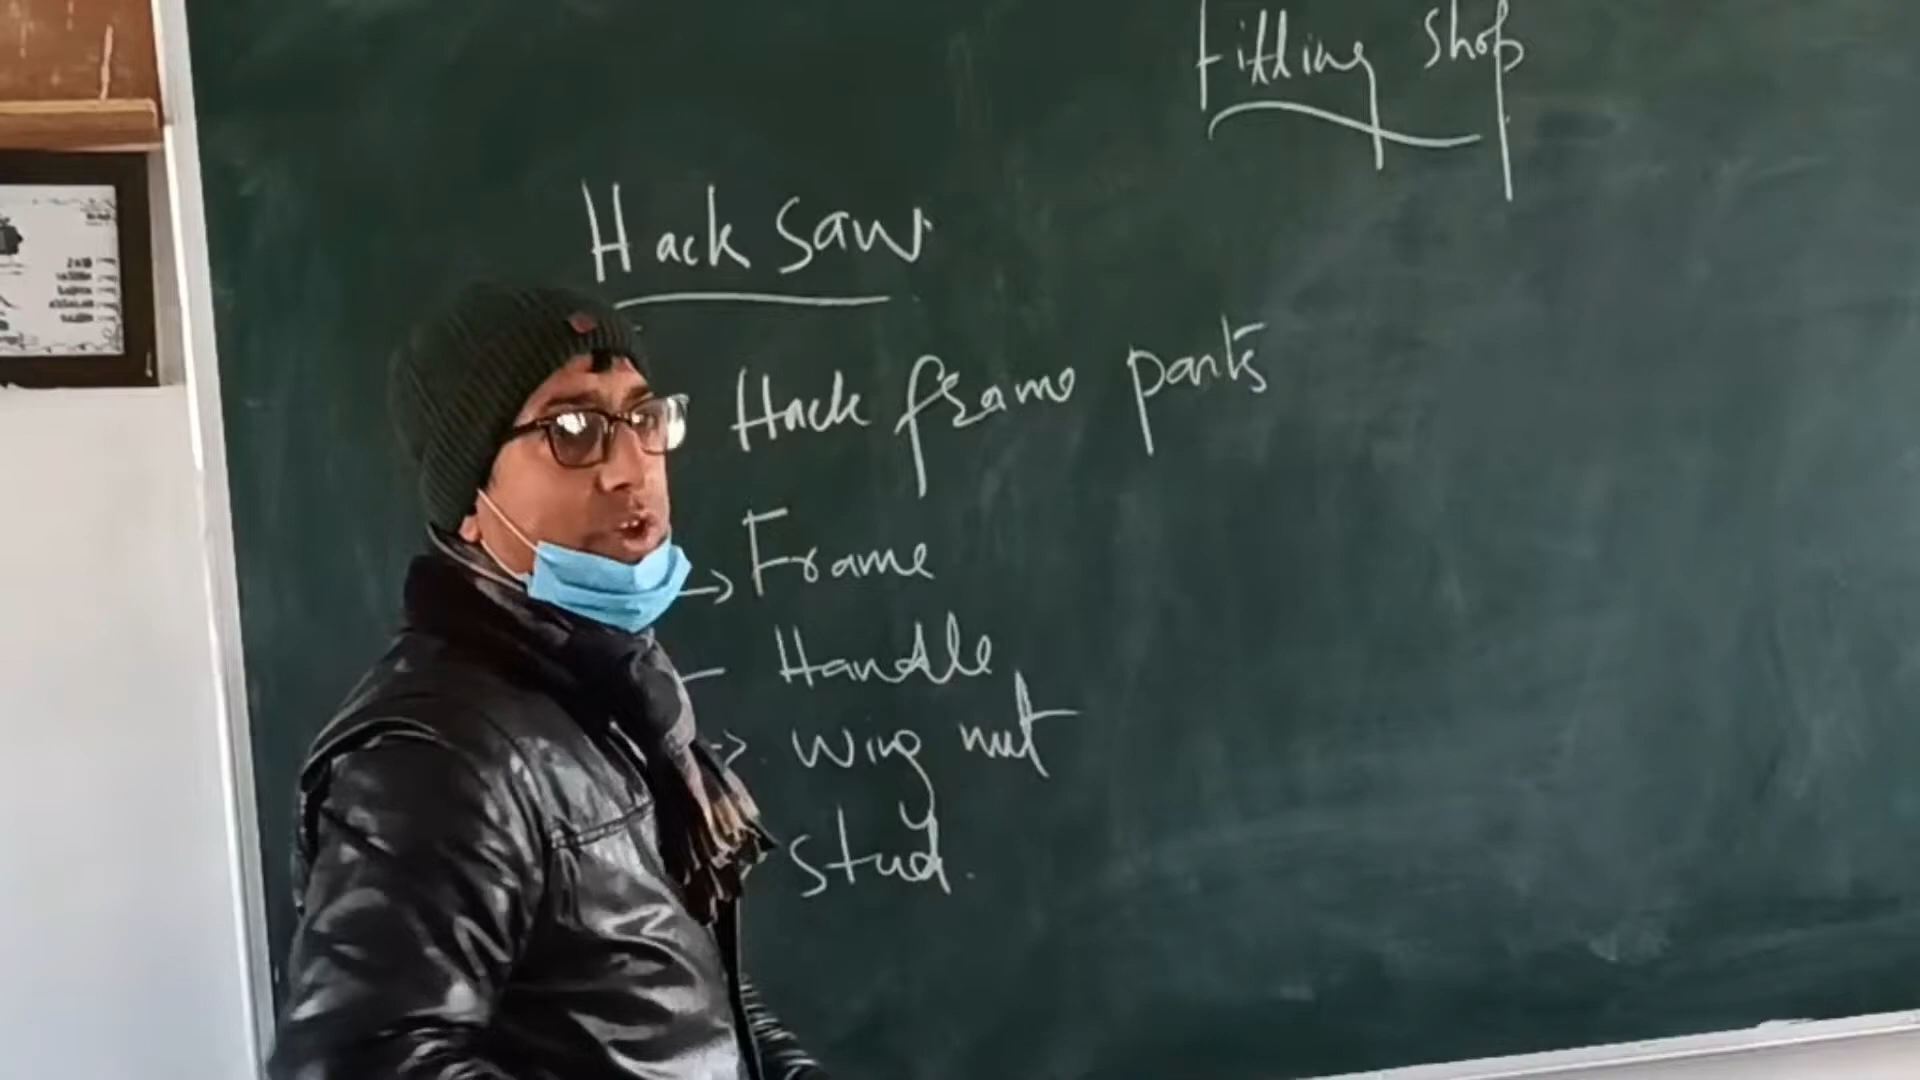 Fitting Shop
Hack Saw
Hack frame parts
→ Frame
- Handle
→ Wing nut
Stud.